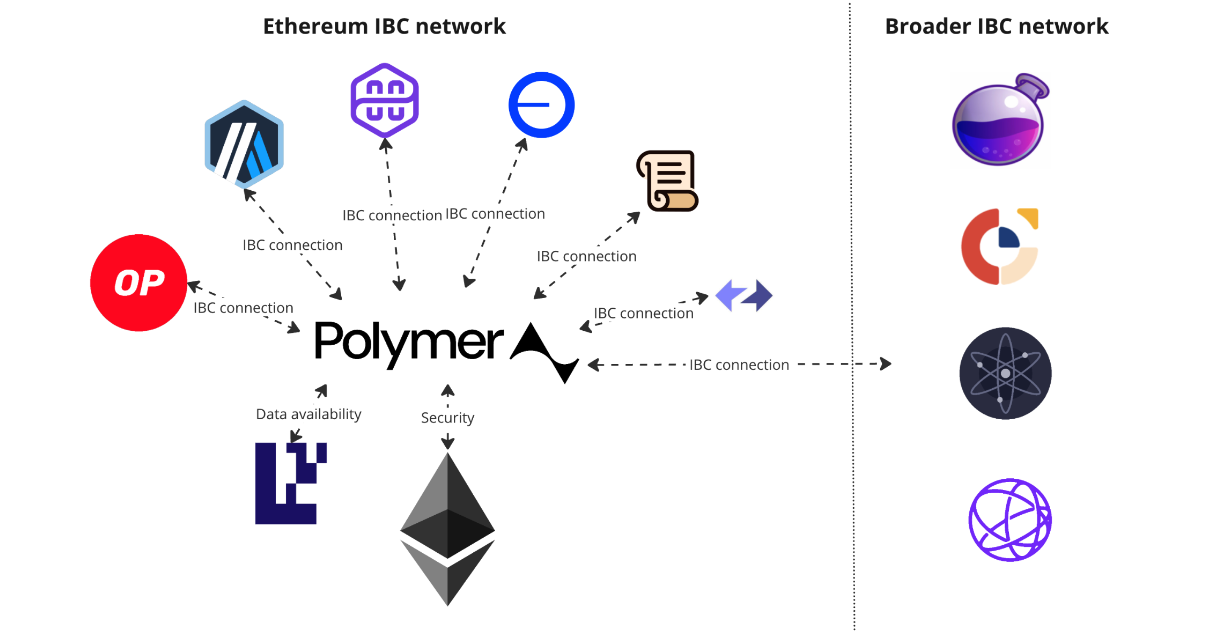 Ethereum IBC network
Broader IBC network
IBC connection
IBC connection
IBC connection
IBC connection
OP
IBC connection
IBC connection
Polymer
IBC connection
Data availability
Security